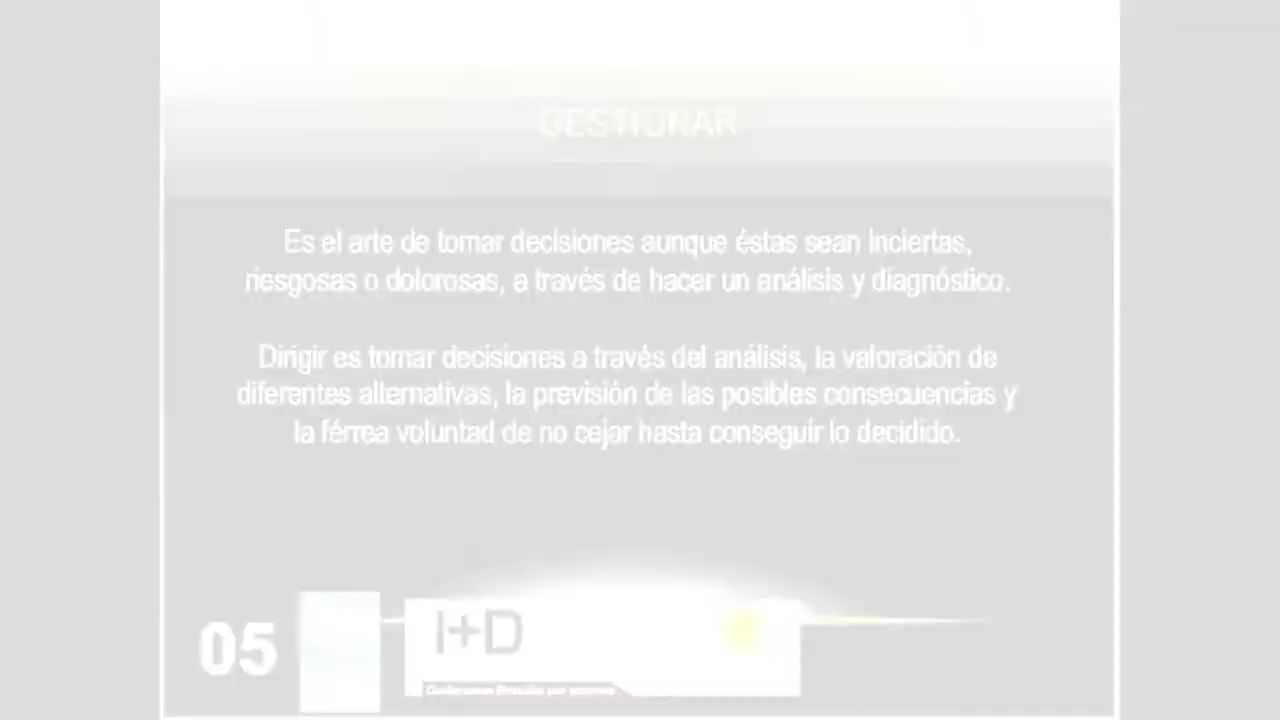 GESTIONAR
Es el arte de tomar decisiones aunque éstas sean inciertas,
riesgosas o dolorosas, a través de hacer un análisis y diagnóstico.
Dirigir es tomar decisiones a través del análisis, la valoración de
diferentes alternativas, la previsión de las posibles consecuencias y
la férrea voluntad de no cejar hasta conseguir lo decidido.
05
I+D